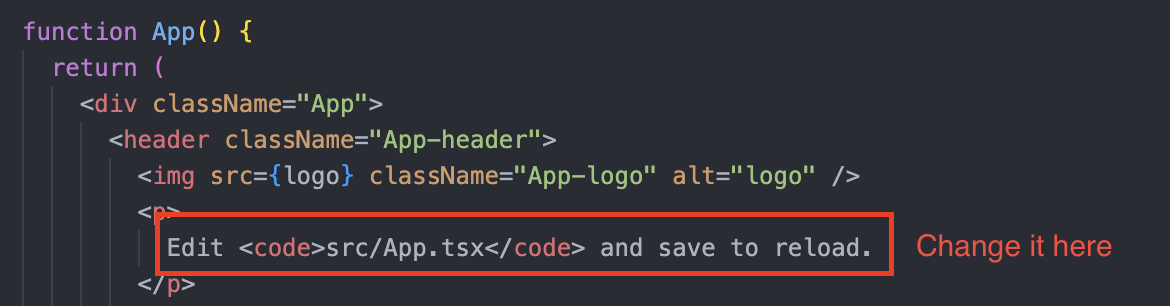 function App() {
return (
<div className="App">
<header className="App-header">
<img src={logo} className="App-logo" alt="logo" />
<p>
Edit <code>src/App.tsx</code> and save to reload. Change it here
</p>